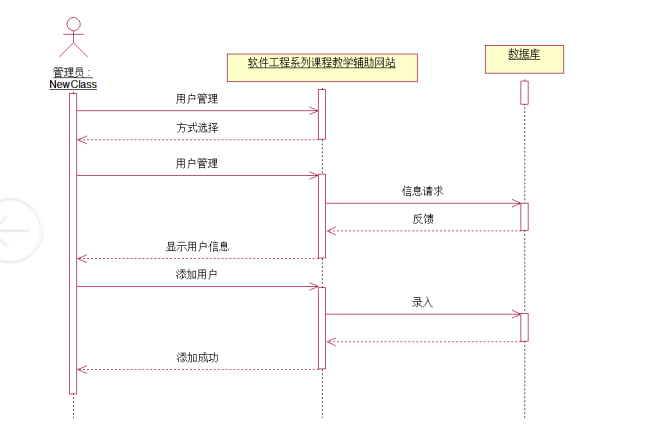 管理员：
NewClass
软件工程系列课程教学辅助网站
数据库
用户管理
方式选择
用户管理
信息请求
反馈
显示用户信息
添加用户
录入
添加成功